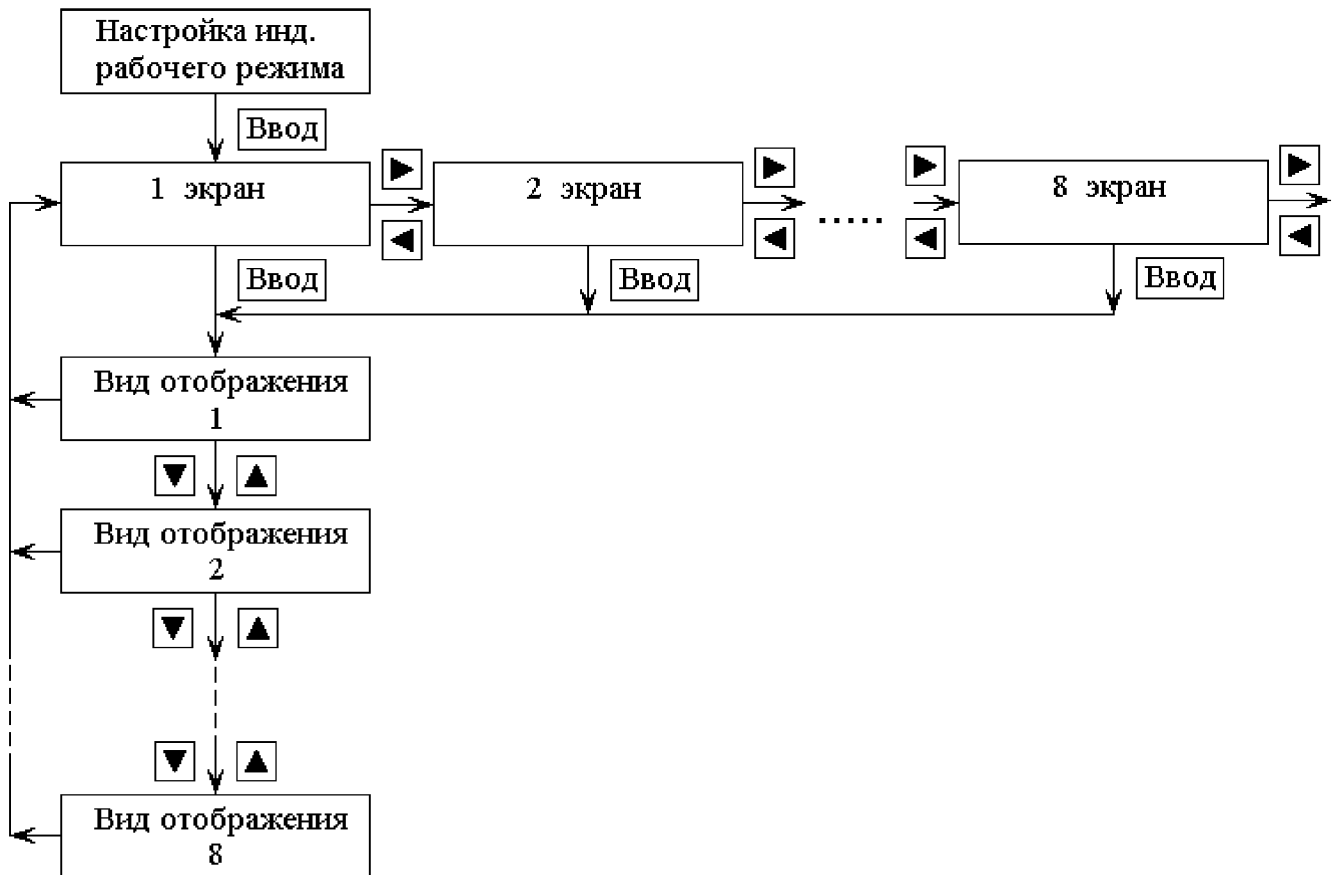 Настройка инд.
рабочего режима
Ввод
1 экран
2 экран
.....
8 экран
Ввод
Ввод
Ввод
Вид отображения
1
Вид отображения
2
Вид отображения
8